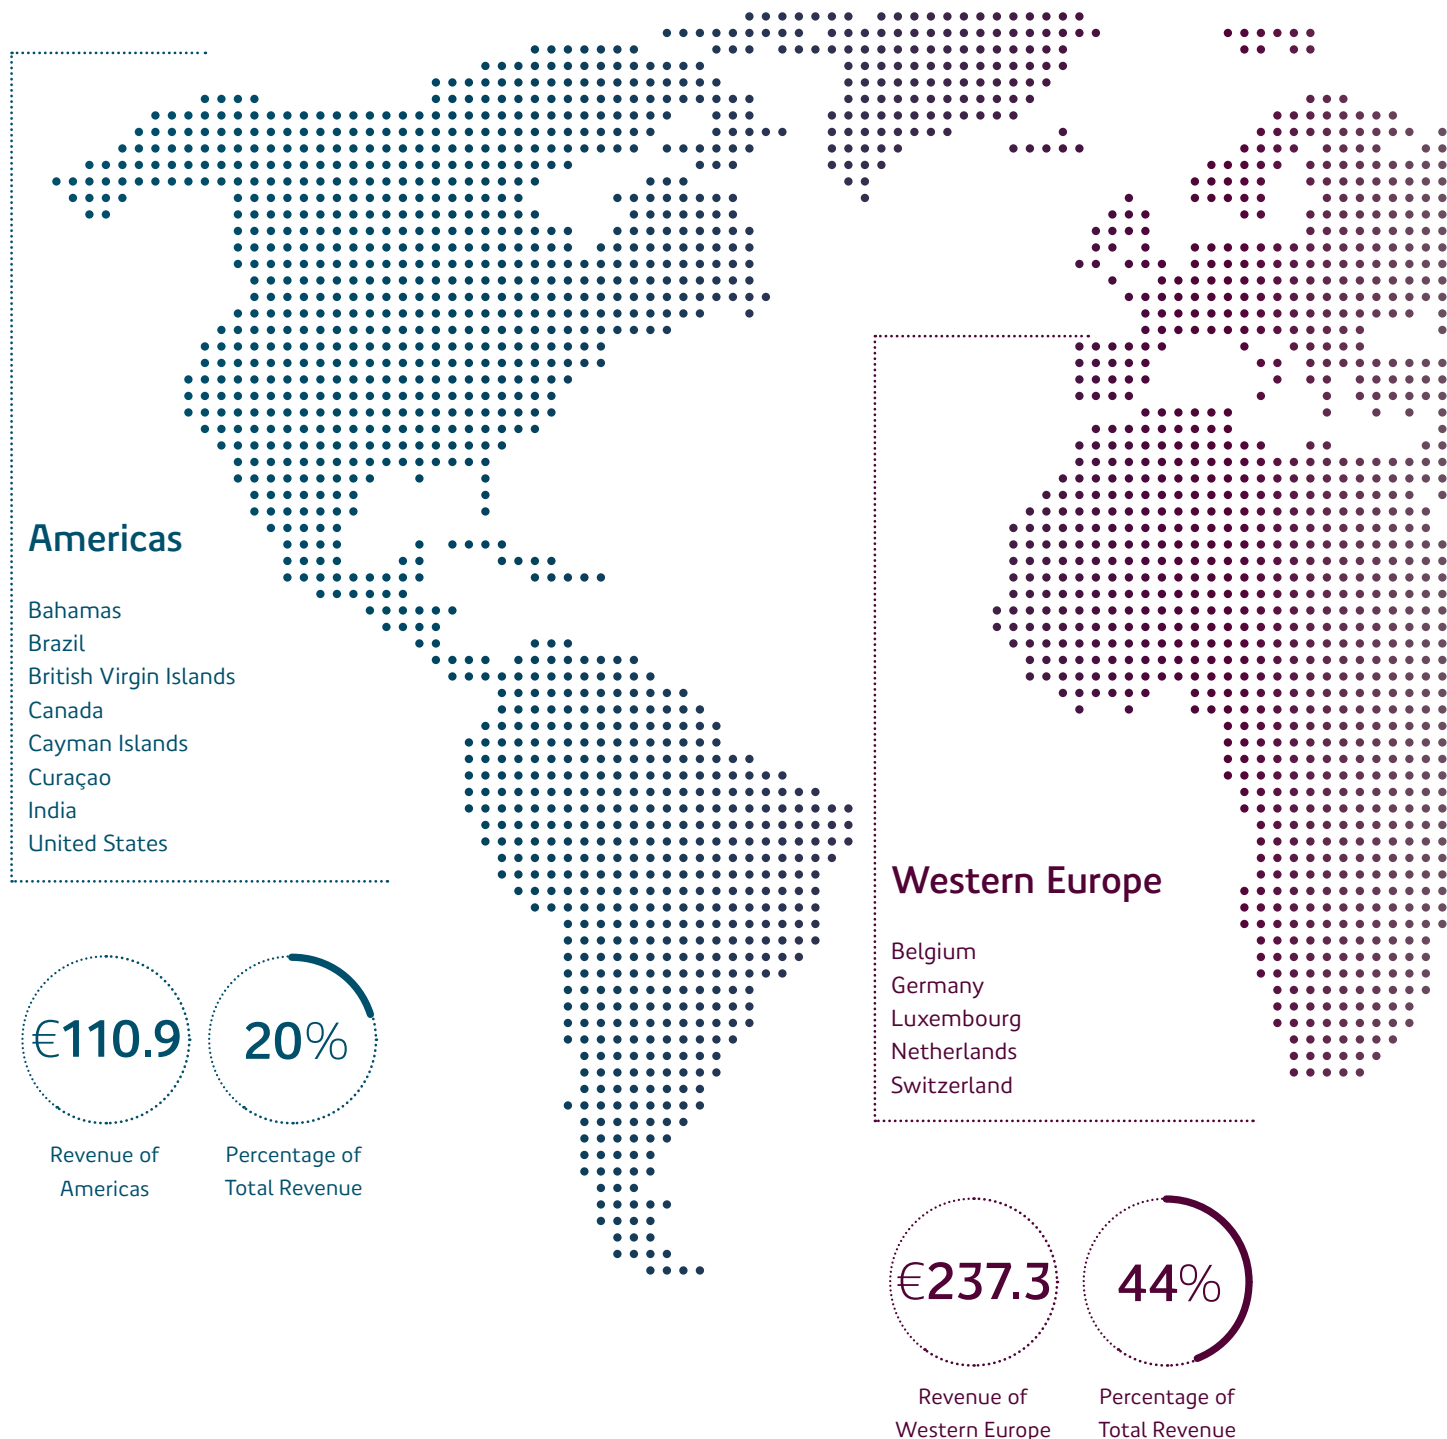 Americas
Bahamas
Brazil
British Virgin Islands
Canada
Cayman Islands
Curaçao
India
United States
€110.9
20%
Revenue of
Americas
Percentage of
Total Revenue
Western Europe
Belgium
Germany
Luxembourg
Netherlands
Switzerland
€237.3
44%
Revenue of
Western Europe
Percentage of
Total Revenue